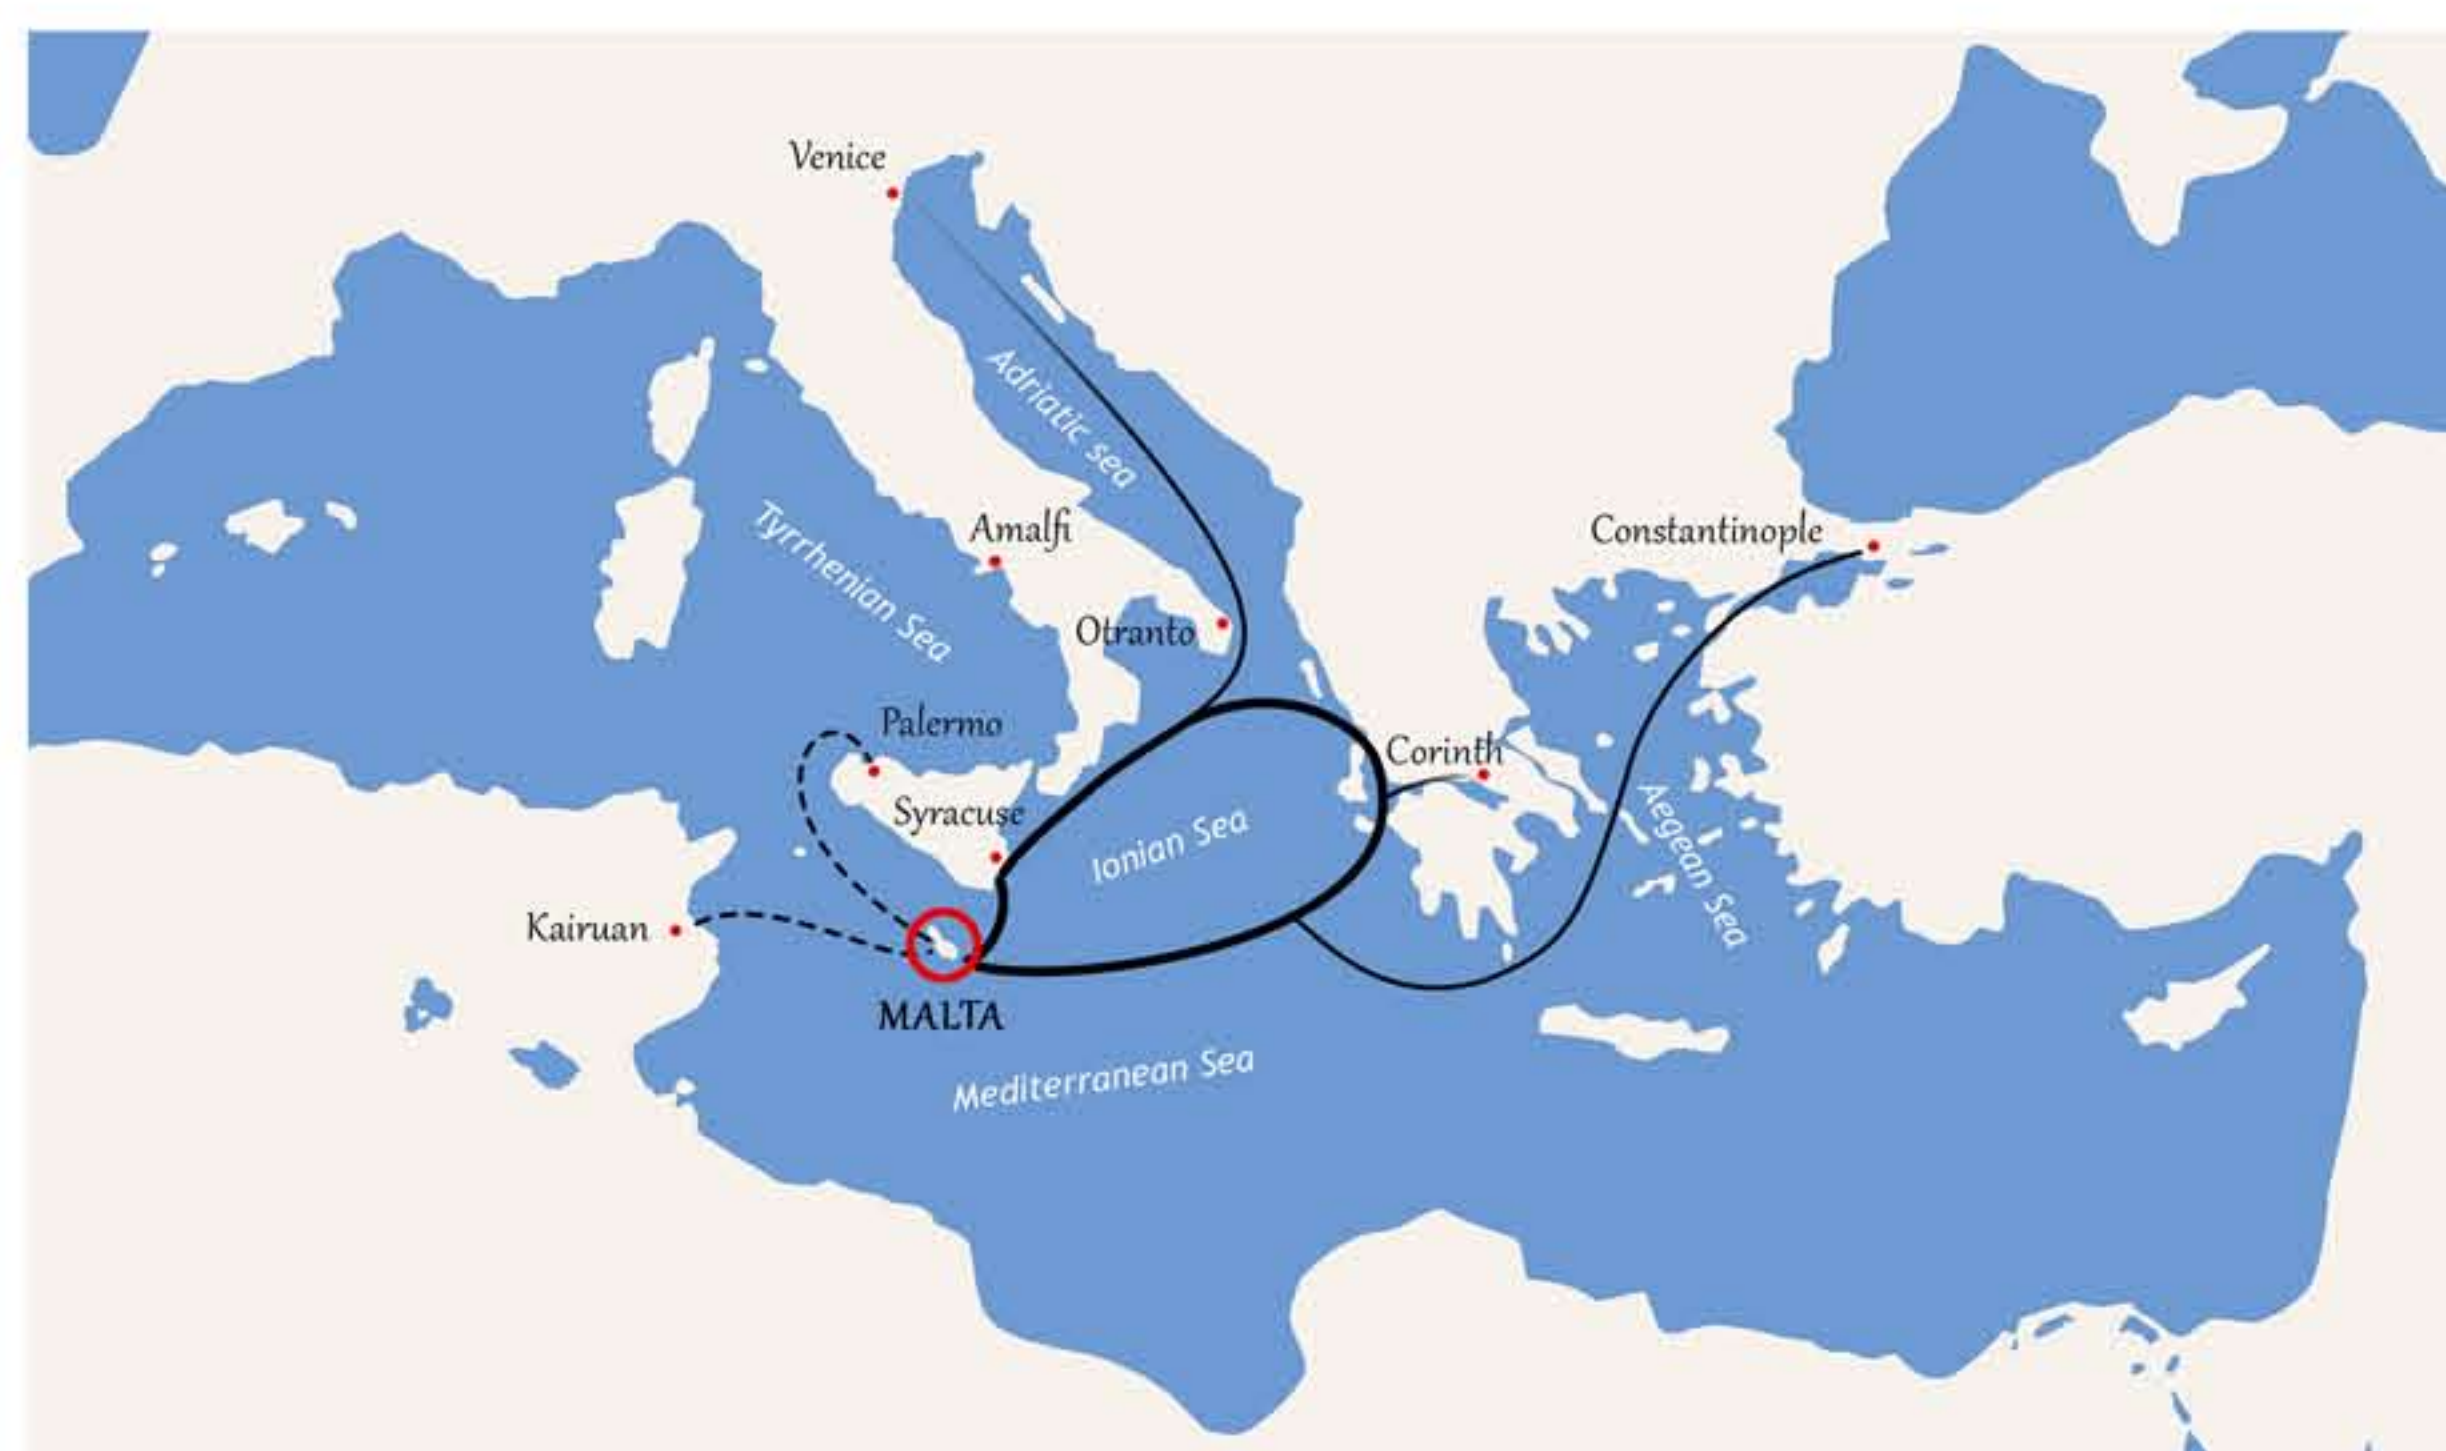 Venice
Adriatic sea
Amalfi
Tyrrhenian Sea
Constantinople
Otranto
Palermo
Corinth
Syracuse
Ionian Sea
Aegean Sea
Kairuan
MALTA
Mediterranean Sea